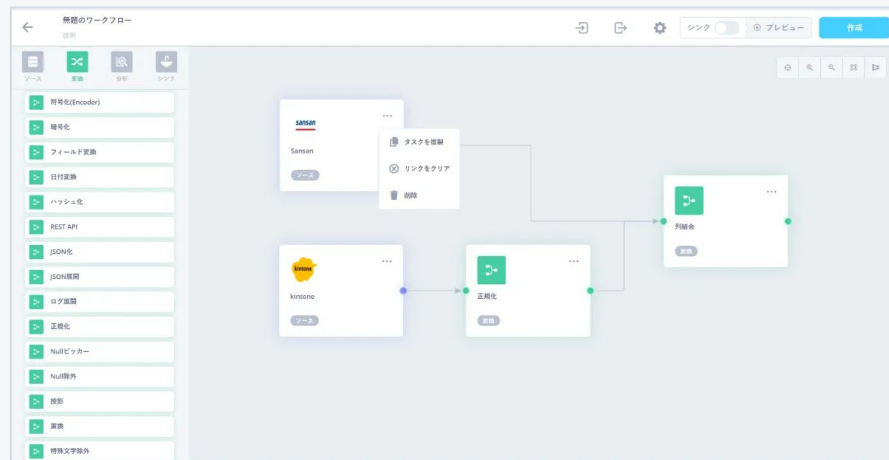 無題のワークフロー
説明
シンク
プレビュー
作成
ソース
変換
分析
シンク
符号化(Encoder)
暗号化
フィールド変換
日付変換
ハッシュ化
REST API
JSON化
JSON展開
ログ展開
正規化
Nullピッカー
Null除外
投影
置換
特殊文字除外
sansan
Sansan
ソース
タスクを複製
リンクをクリア
削除
kintone
kintone
ソース
正規化
変換
列結合
変換